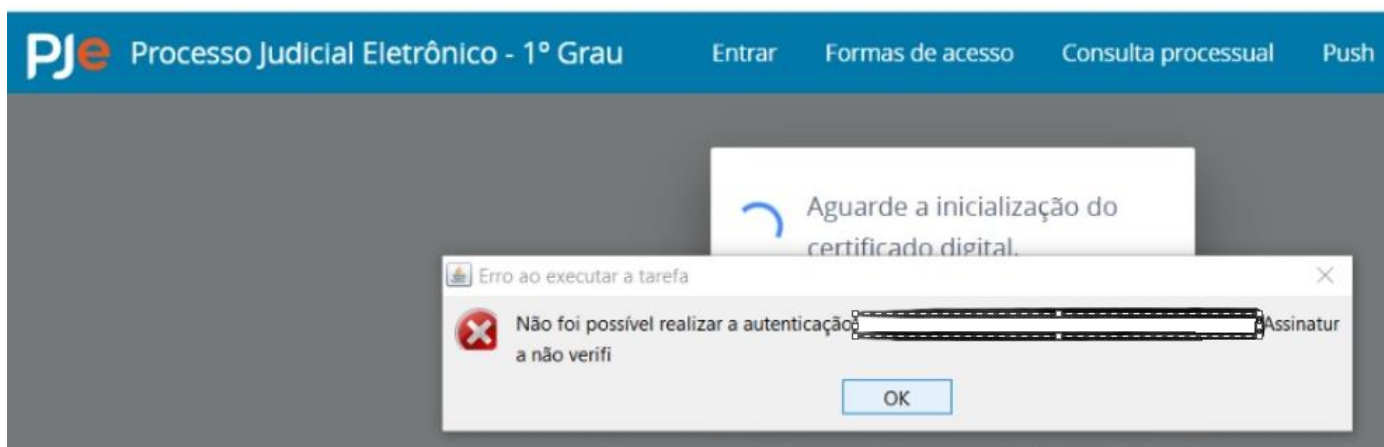 PJe Processo Judicial Eletrônico - 1º Grau Entrar Formas de acesso Consulta processual Push
Aguarde a inicialização do
certificado digital.
Erro ao executar a tarefa
Não foi possível realizar a autenticação Assinatur
a não verifi
OK